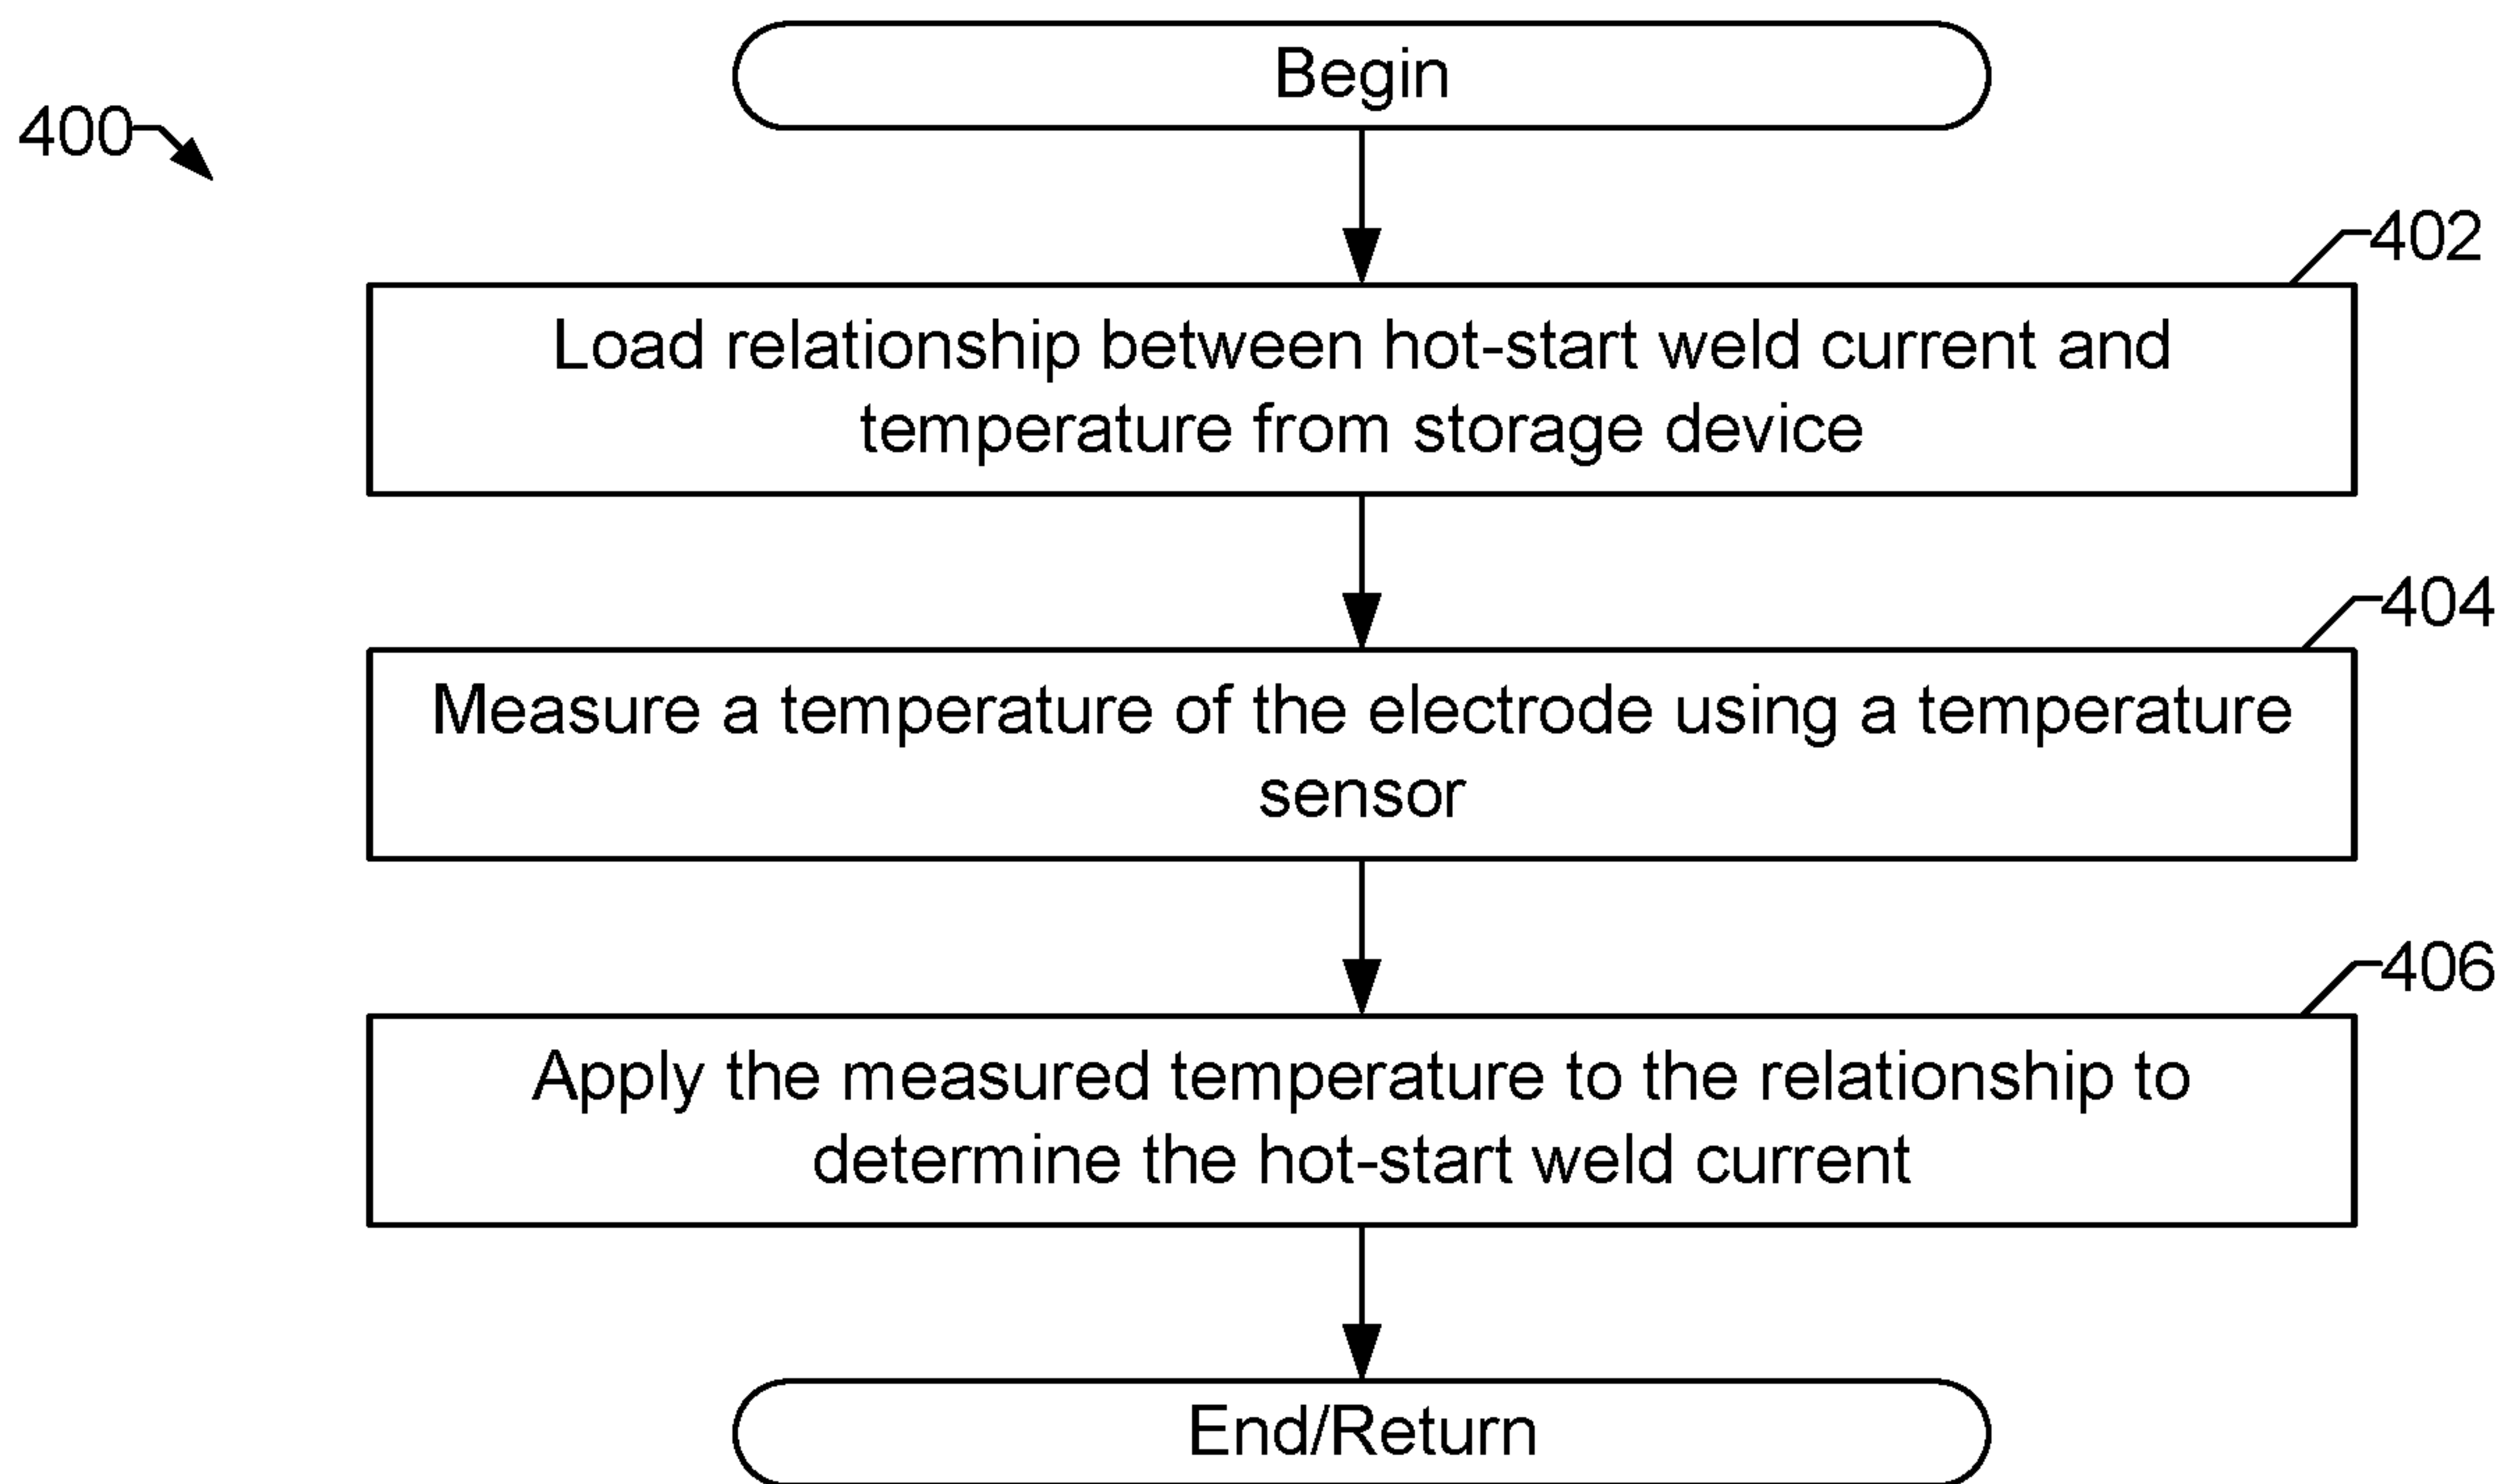 Begin
400
402
Load relationship between hot-start weld current and
temperature from storage device
404
Measure a temperature of the electrode using a temperature
sensor
406
Apply the measured temperature to the relationship to
determine the hot-start weld current
End/Return